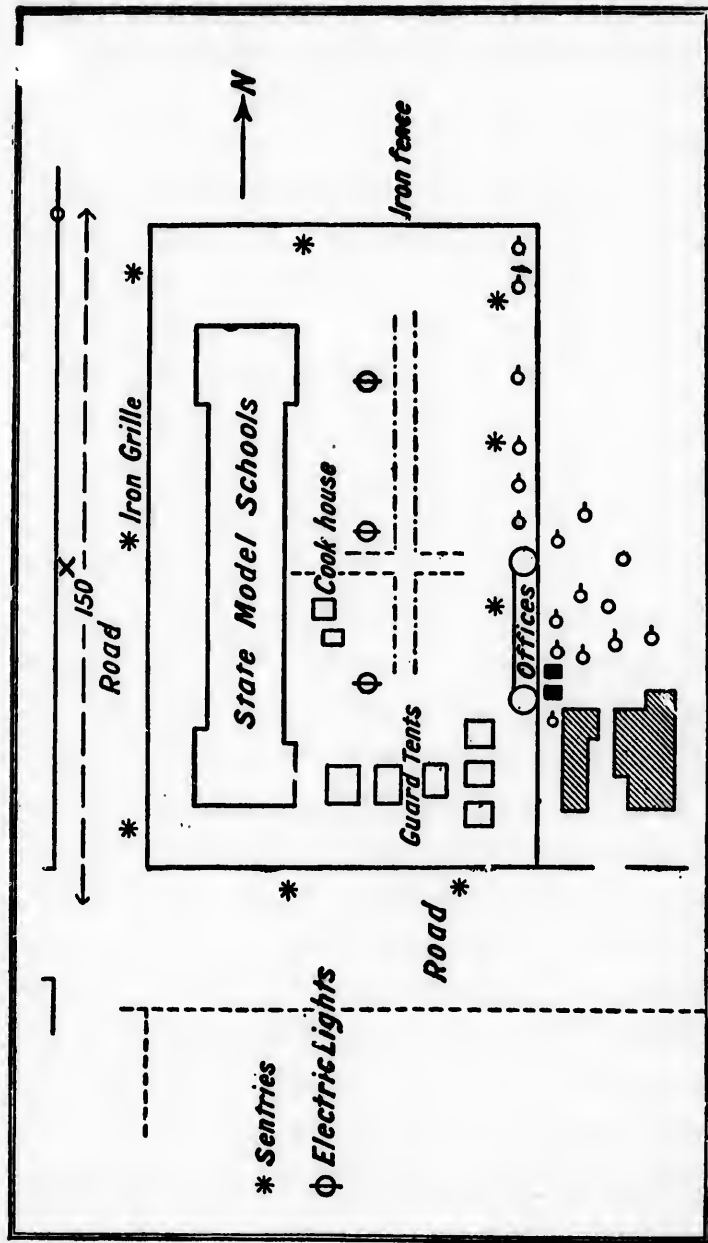 N
Iron fence
Iron Grille
150
Road
State Model Schools
Cook house
Offices
Guard Tents
Road
* Sentries
Electric Lights